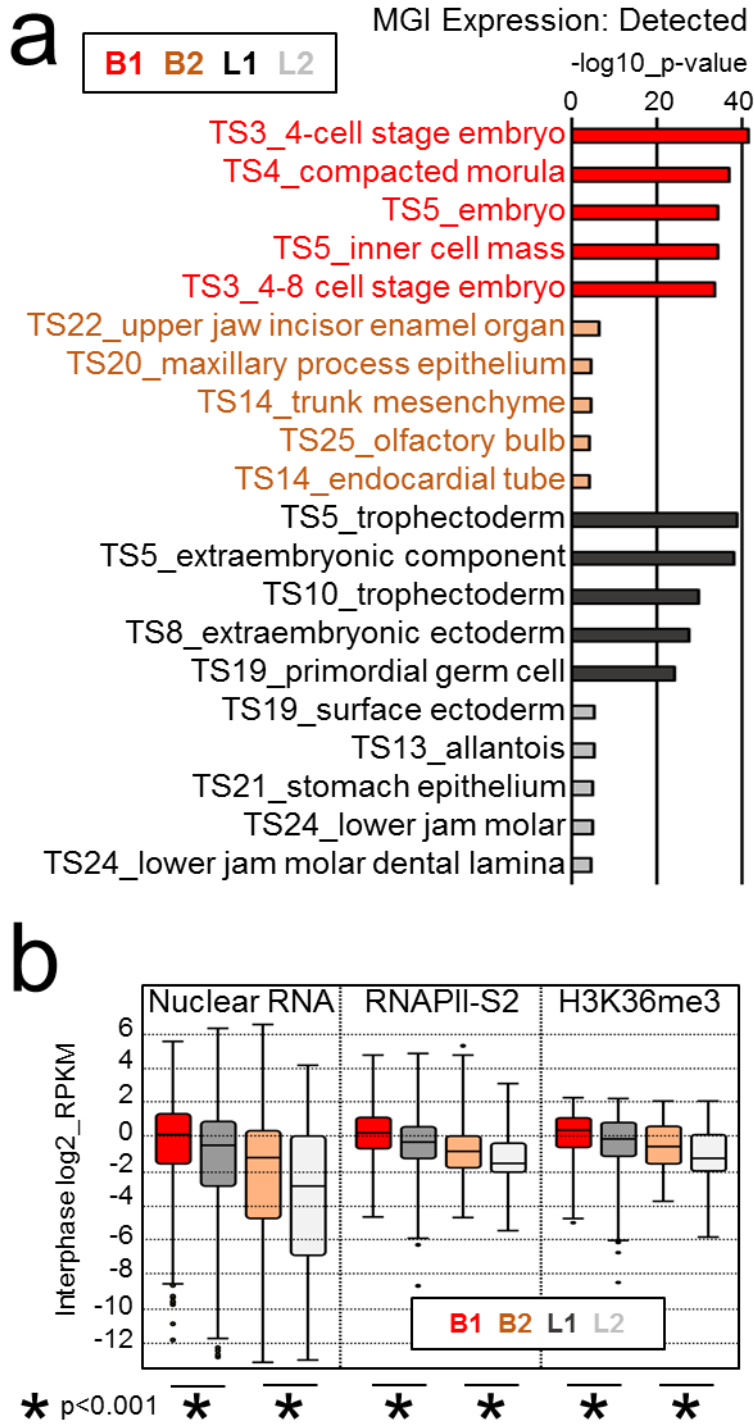 a
MGI Expression: Detected
B1 B2 L1 L2
-log10_p-value
0 20 40
TS3_4-cell stage embryo
TS4_compacted morula
TS5_embryo
TS5_inner cell mass
TS3_4-8 cell stage embryo
TS22_upper jaw incisor enamel organ
TS20_maxillary process epithelium
TS14_trunk mesenchyme
TS25_olfactory bulb
TS14_endocardial tube
TS5_trophectoderm
TS5_extraembryonic component
TS10_trophectoderm
TS8_extraembryonic ectoderm
TS19_primordial germ cell
TS19_surface ectoderm
TS13_allantois
TS21_stomach epithelium
TS24_lower jam molar
TS24_lower jam molar dental lamina
b
Nuclear RNA RNAPII-S2 H3K36me3
Interphase log2_RPKM
6
4
2
0
-2
-4
-6
-8
-10
-12
B1 B2 L1 L2
* p<0.001 * * * * * *